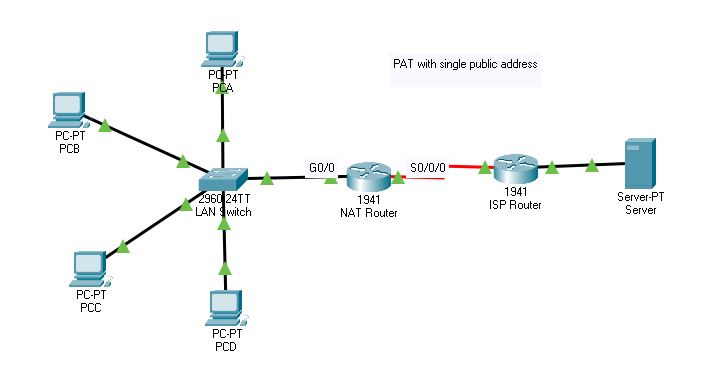 PC-PT
PCA
PAT with single public address
PC-PT
PCB
G0/0
S0/0/0
2960-24TT
LAN Switch
1941
NAT Router
1941
ISP Router
Server-PT
Server
PC-PT
PCC
PC-PT
PCD